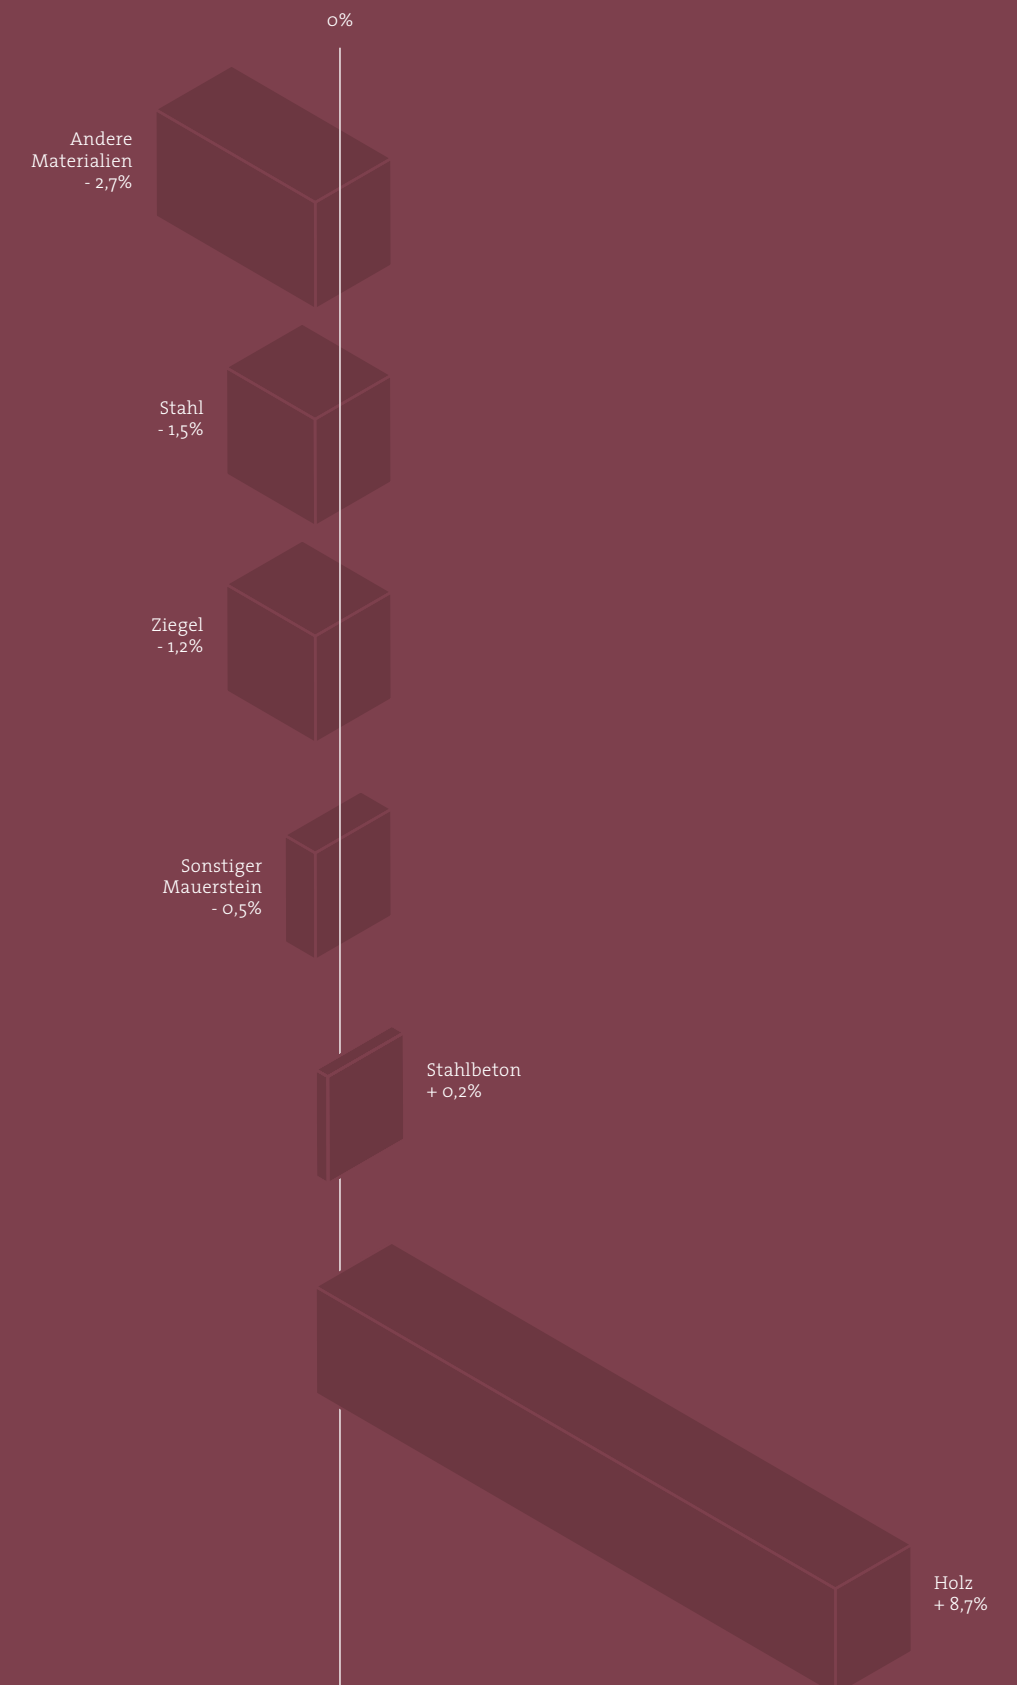 0%
Andere
Materialien
- 2,7%
Stahl
- 1,5%
Ziegel
- 1,2%
Sonstiger
Mauerstein
- 0,5%
Stahlbeton
+ 0,2%
Holz
+ 8,7%